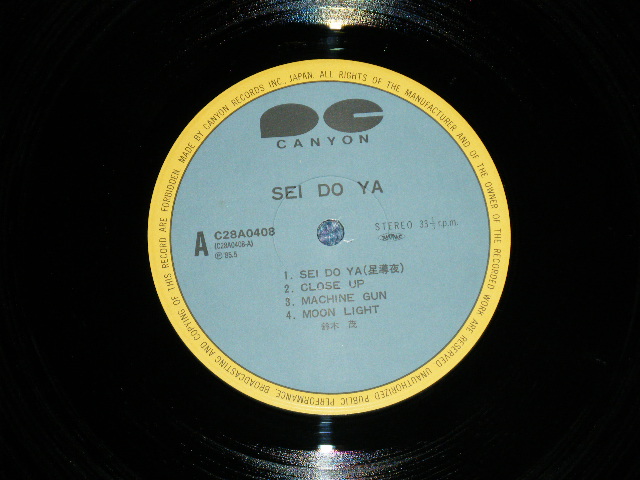 MADE BY CANYON RECORDS INC., JAPAN. ALL RIGHTS OF THE MANUFACTURER AND OF THE OWNER OF THE RECORDED WORK ARE RESERVED. UNAUTHORIZED PUBLIC PERFORMANCE, BROADCASTING AND COPYING OF THIS RECORD ARE FORBIDDEN.
CANYON
SEI DO YA
A
C28A0408
(C28A0408-A)
Ⓟ 85.5
STEREO 33⅓ r.p.m.
1. SEI DO YA(星導夜)
2. CLOSE UP
3. MACHINE GUN
4. MOON LIGHT
鈴木 茂